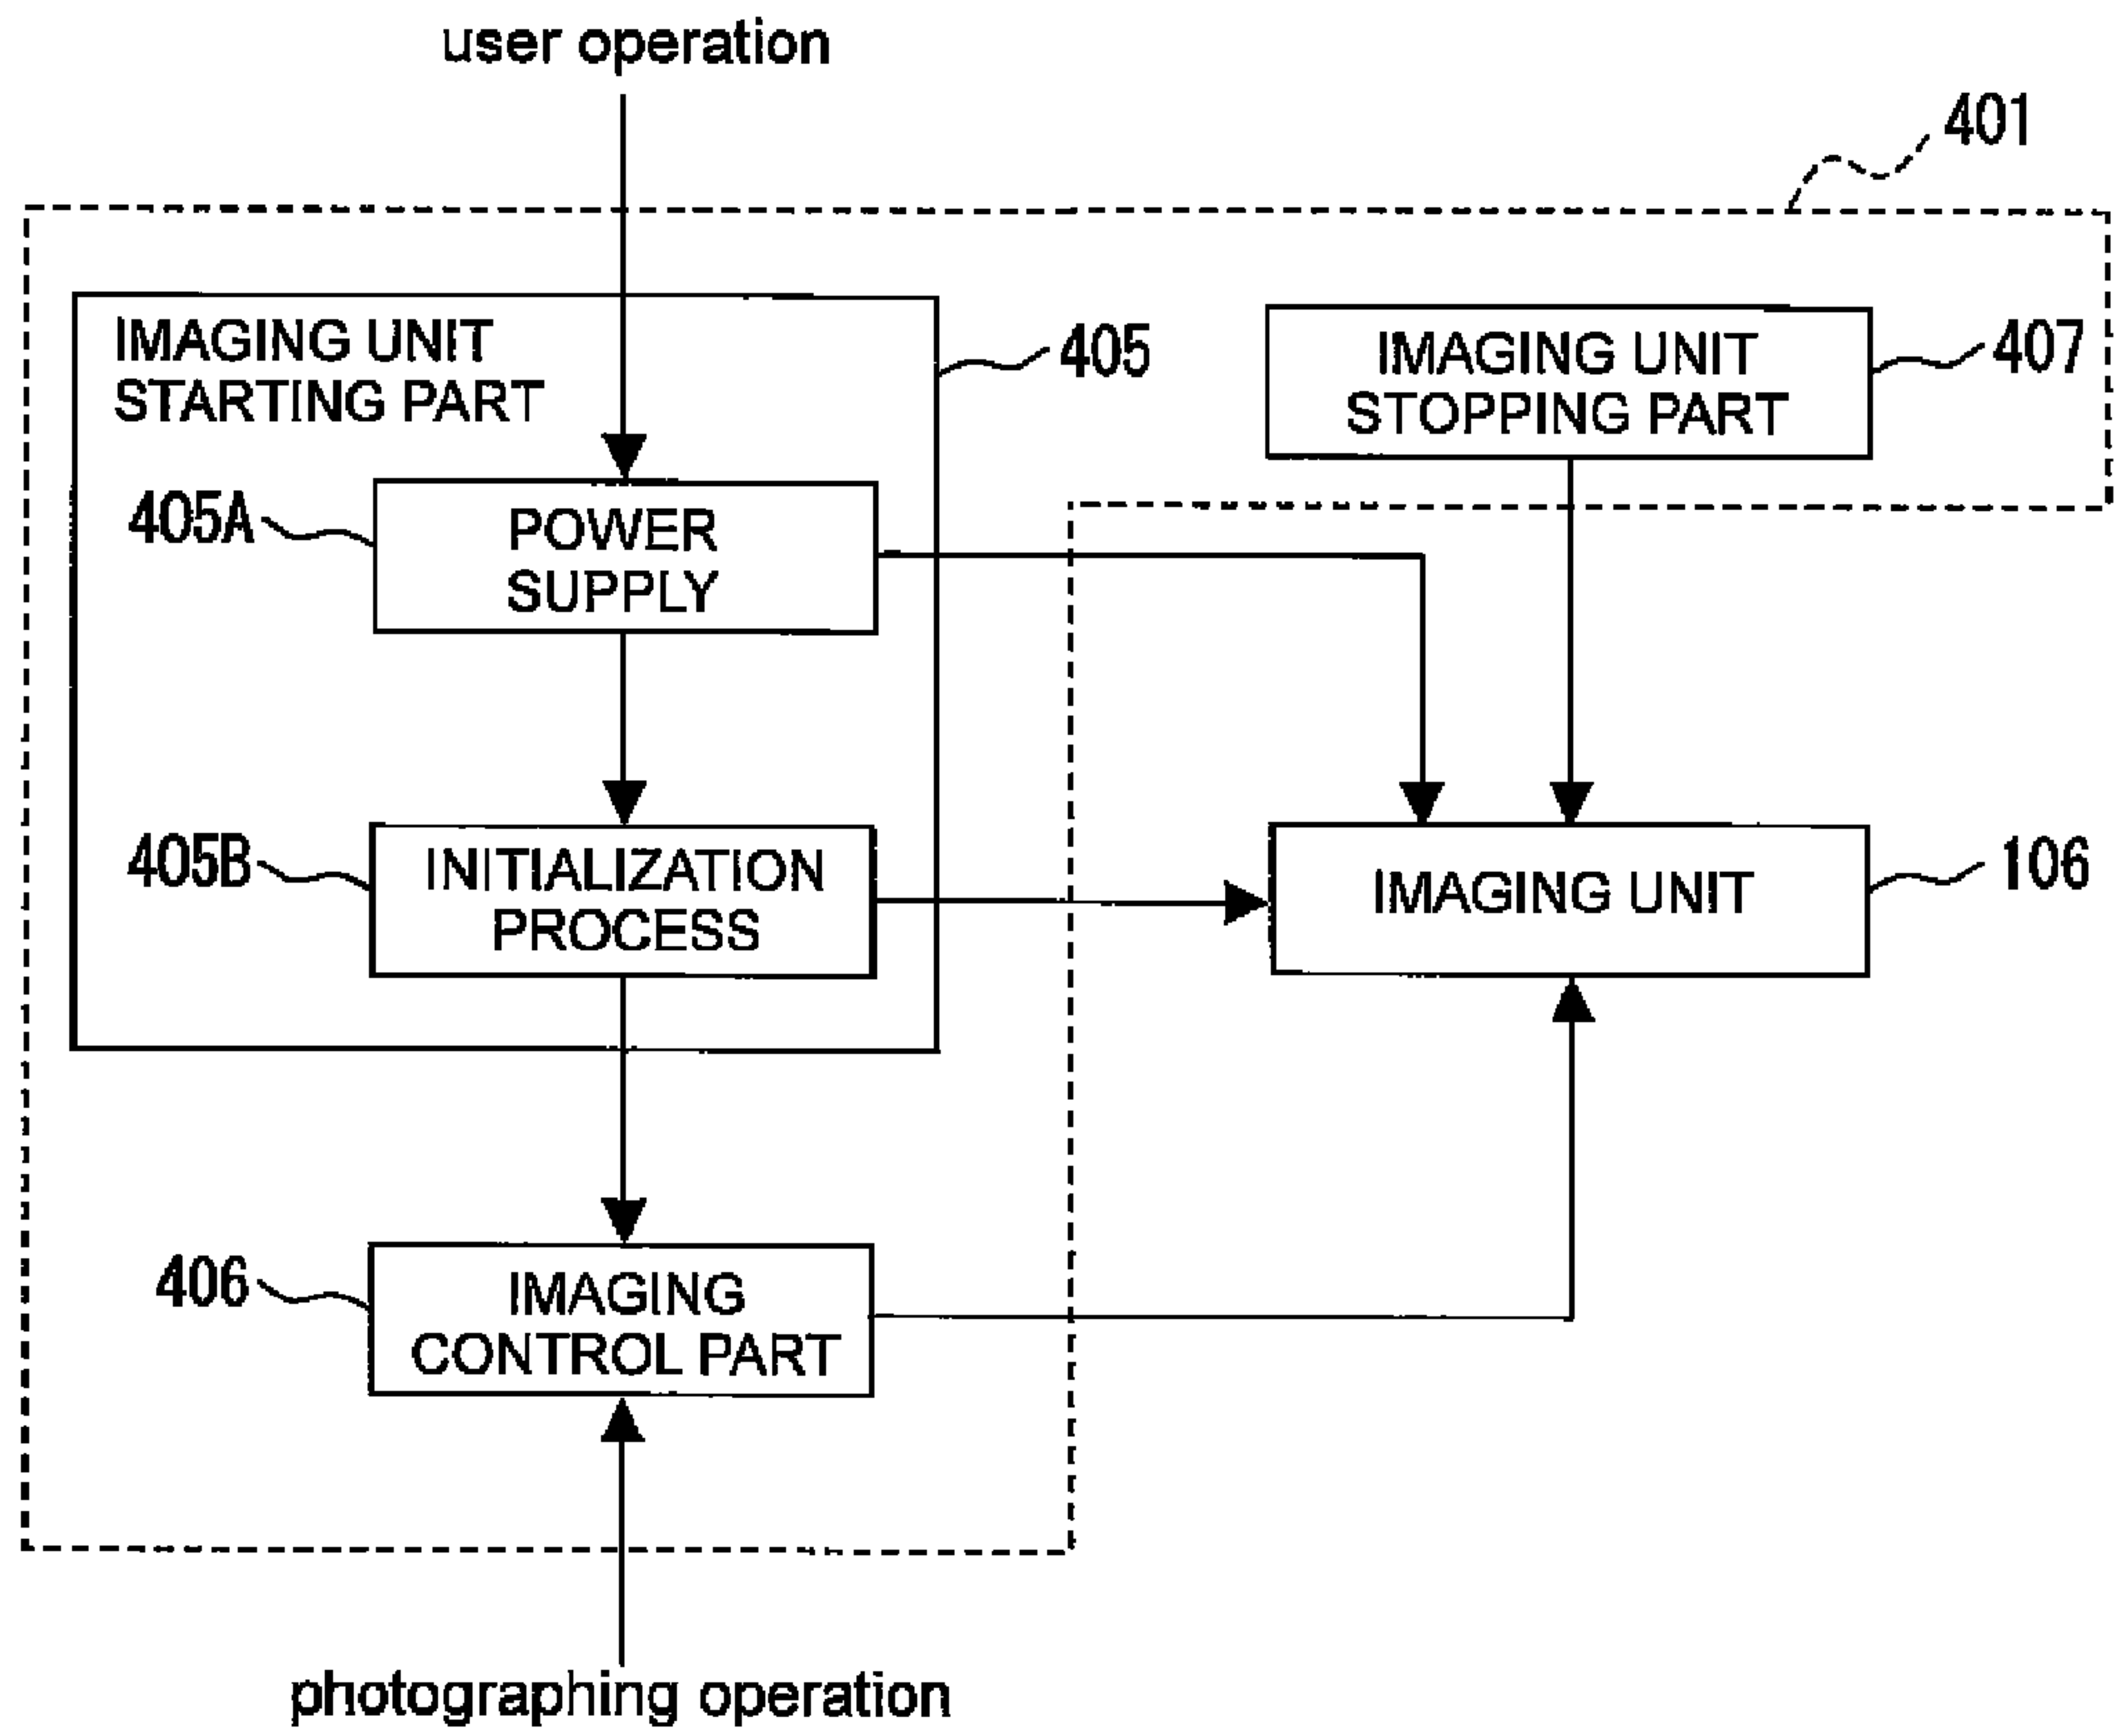 user operation
401
IMAGING UNIT
STARTING PART
405
IMAGING UNIT
STOPPING PART
407
405A
POWER
SUPPLY
405B
INITIALIZATION
PROCESS
IMAGING UNIT
106
406
IMAGING
CONTROL PART
photographing operation